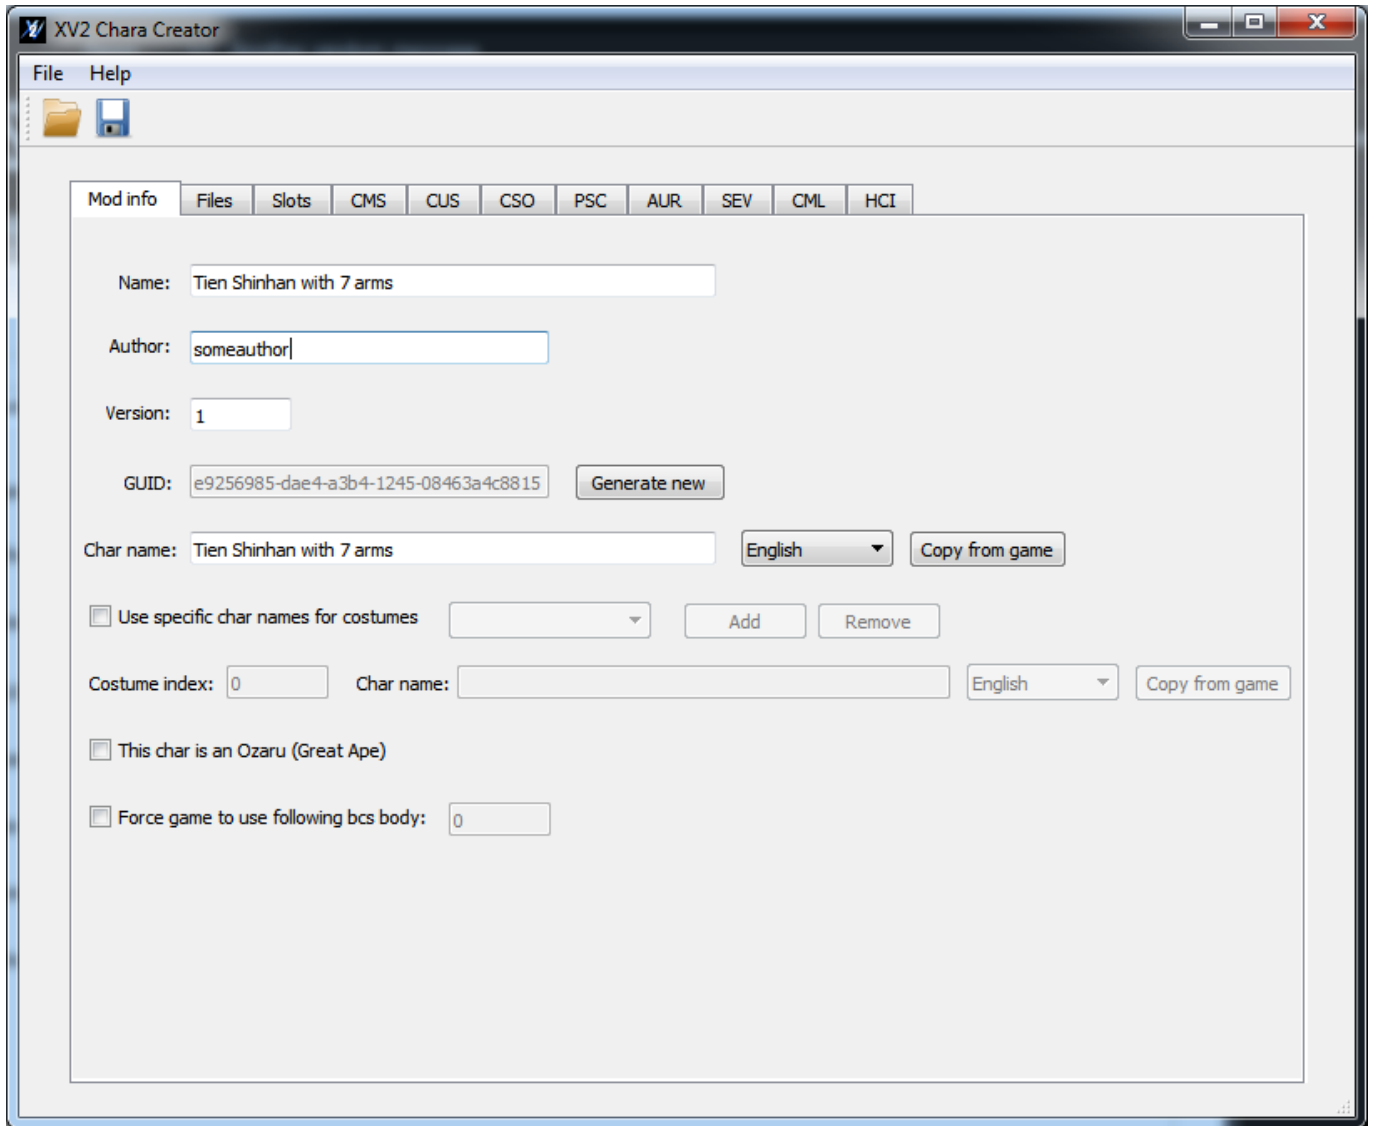 XV2 Chara Creator
File Help
Mod info Files Slots CMS CUS CSO PSC AUR SEV CML HCI
Name: Tien Shinhan with 7 arms
Author: someauthor
Version: 1
GUID: e9256985-dae4-a3b4-1245-08463a4c8815 Generate new
Char name: Tien Shinhan with 7 arms English Copy from game
Use specific char names for costumes Add Remove
Costume index: 0 Char name: English Copy from game
This char is an Ozaru (Great Ape)
Force game to use following bcs body: 0